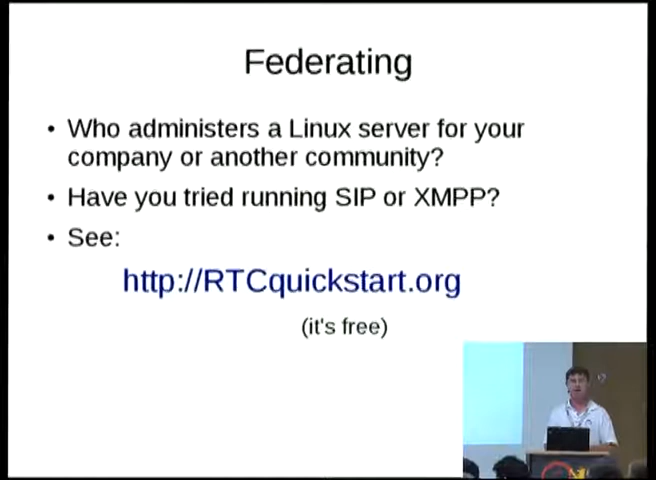 Federating
• Who administers a Linux server for your
company or another community?
• Have you tried running SIP or XMPP?
• See:
http://RTCquickstart.org
(it's free)